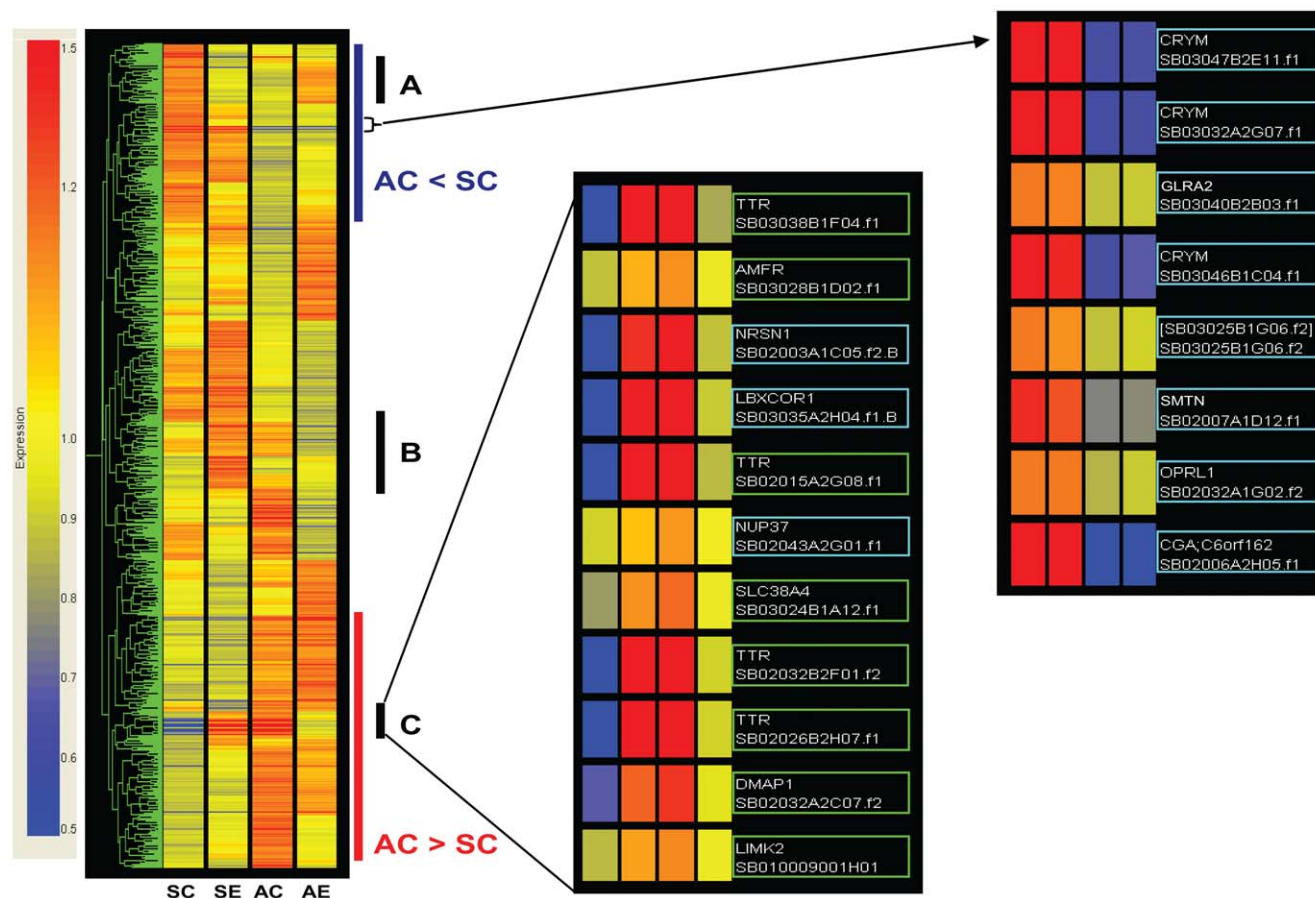 1.5
1.2
1.0
0.9
0.8
0.7
0.6
0.5
Expression
A
AC < SC
B
C
AC > SC
SC SE AC AE
TTR
SB03038B1F04.f1
AMFR
SB03028B1D02.f1
NRSN1
SB02003A1C05.f2.B
LBXCOR1
SB03035A2H04.f1.B
TTR
SB02015A2G08.f1
NUP37
SB02043A2G01.f1
SLC38A4
SB03024B1A12.f1
TTR
SB02032B2F01.f2
TTR
SB02026B2H07.f1
DMAP1
SB02032A2C07.f2
LIMK2
SB010009001H01
CRYM
SB03047B2E11.f1
CRYM
SB03032A2G07.f1
GLRA2
SB03040B2B03.f1
CRYM
SB03046B1C04.f1
[SB03025B1G06.f2]
SB03025B1G06.f2
SMTN
SB02007A1D12.f1
OPRL1
SB02032A1G02.f2
CGA;C6orf162
SB02006A2H05.f1